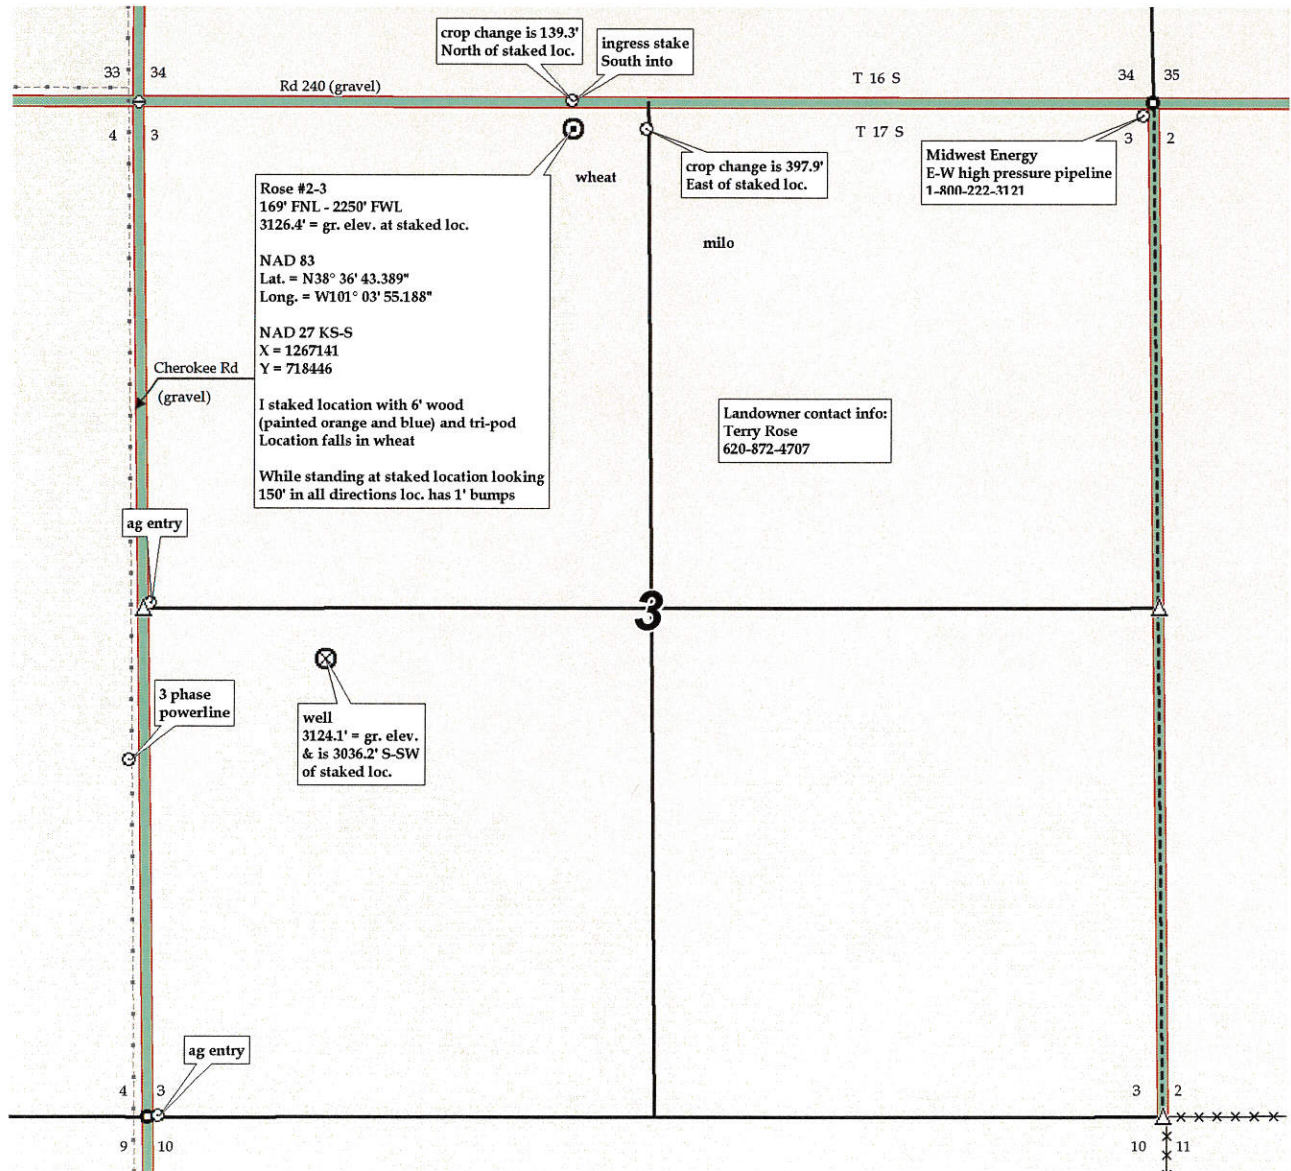 crop change is 139.3'
North of staked loc.
ingress stake
South into
33
34
Rd 240 (gravel)
T 16 S
34
35
4
3
T 17 S
3
2
wheat
crop change is 397.9'
East of staked loc.
Midwest Energy
E-W high pressure pipeline
1-800-222-3121
Rose #2-3
169' FNL - 2250' FWL
3126.4' = gr. elev. at staked loc.
NAD 83
Lat. = N38° 36' 43.389"
Long. = W101° 03' 55.188"
NAD 27 KS-S
X = 1267141
Y = 718446
I staked location with 6' wood
(painted orange and blue) and tri-pod
Location falls in wheat
While standing at staked location looking
150' in all directions loc. has 1' bumps
milo
Cherokee Rd
(gravel)
Landowner contact info:
Terry Rose
620-872-4707
ag entry
3
3 phase
powerline
well
3124.1' = gr. elev.
& is 3036.2' S-SW
of staked loc.
ag entry
4
3
3
2
9
10
10
11